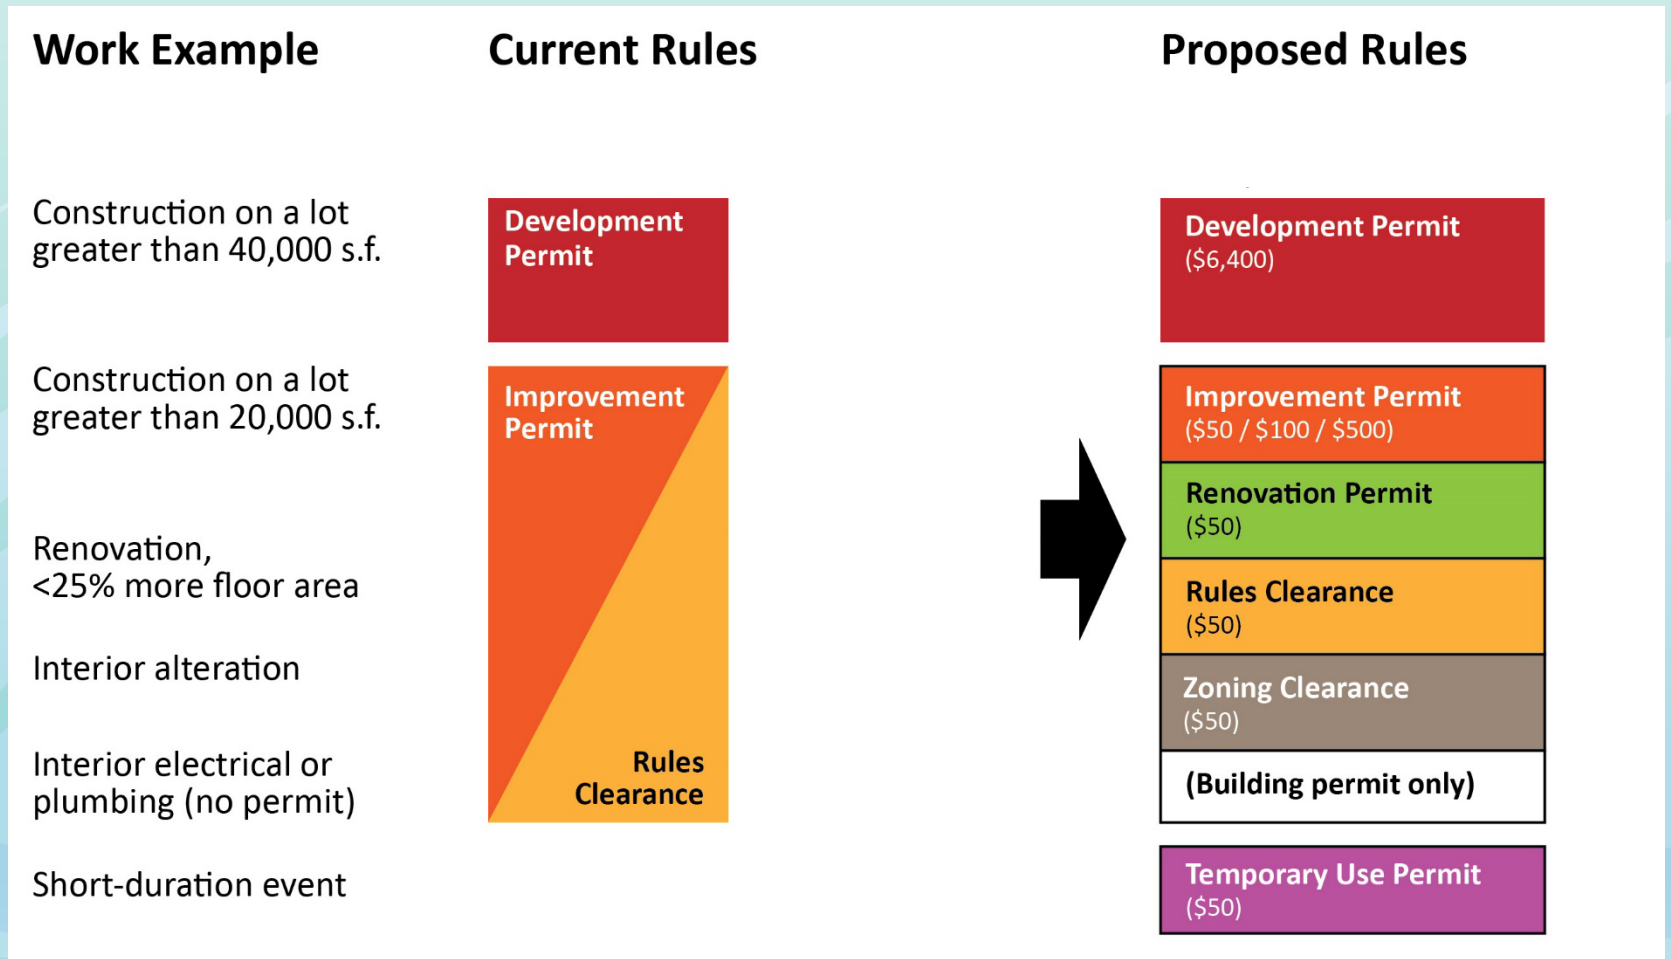 Work Example
Current Rules
Proposed Rules
Construction on a lot
greater than 40,000 s.f.
Development
Permit
Development Permit
($6,400)
Construction on a lot
greater than 20,000 s.f.
Improvement
Permit
Improvement Permit
($50 / $100 / $500)
Renovation Permit
($50)
Renovation,
<25% more floor area
Rules Clearance
($50)
Interior alteration
Zoning Clearance
($50)
Interior electrical or
plumbing (no permit)
Rules
Clearance
(Building permit only)
Short-duration event
Temporary Use Permit
($50)